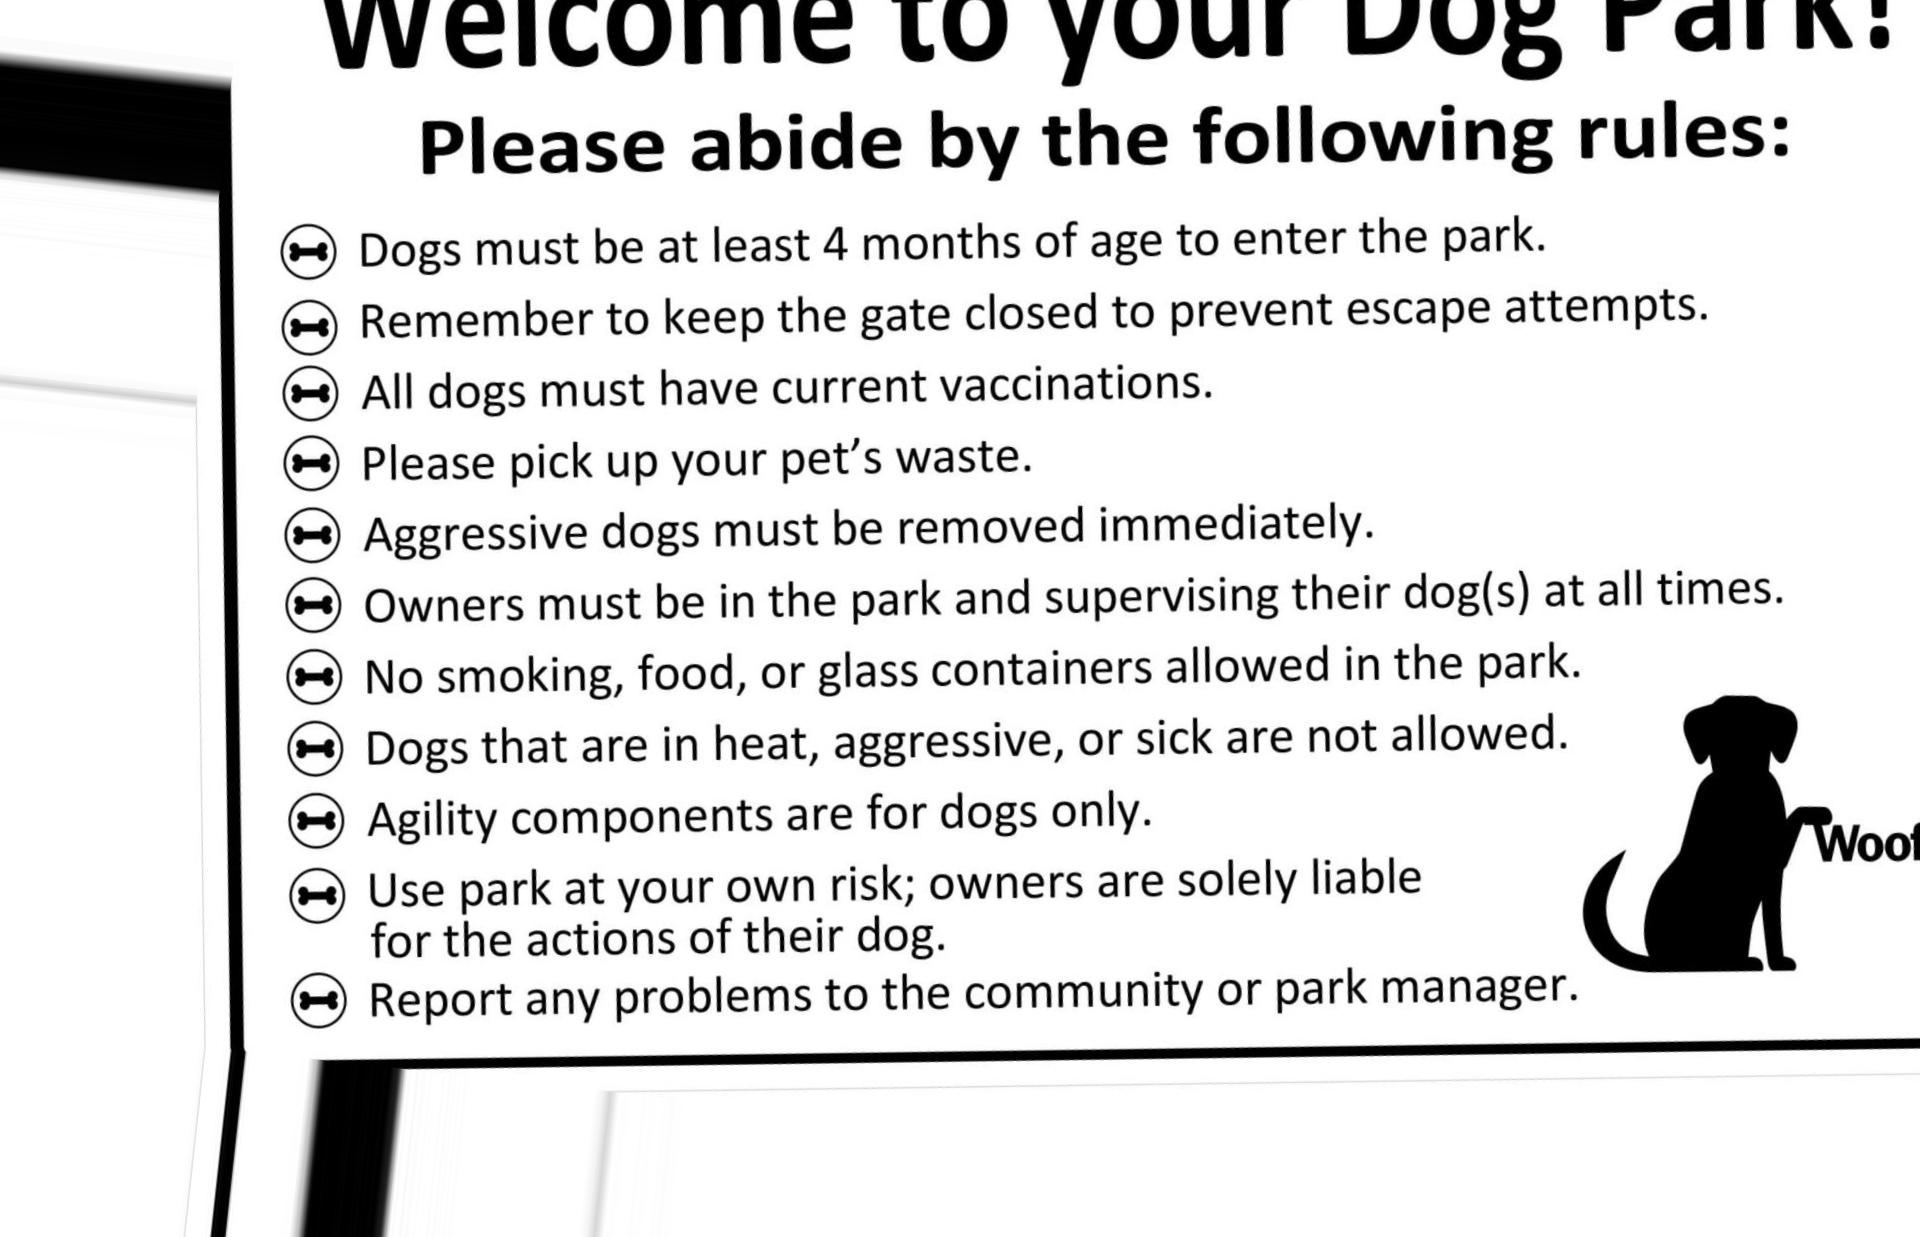 Welcome to your Dog Park!
Please abide by the following rules:
Dogs must be at least 4 months of age to enter the park.
Remember to keep the gate closed to prevent escape attempts.
All dogs must have current vaccinations.
Please pick up your pet’s waste.
Aggressive dogs must be removed immediately.
Owners must be in the park and supervising their dog(s) at all times.
No smoking, food, or glass containers allowed in the park.
Dogs that are in heat, aggressive, or sick are not allowed.
Agility components are for dogs only.
Woof
Use park at your own risk; owners are solely liable
for the actions of their dog.
Report any problems to the community or park manager.